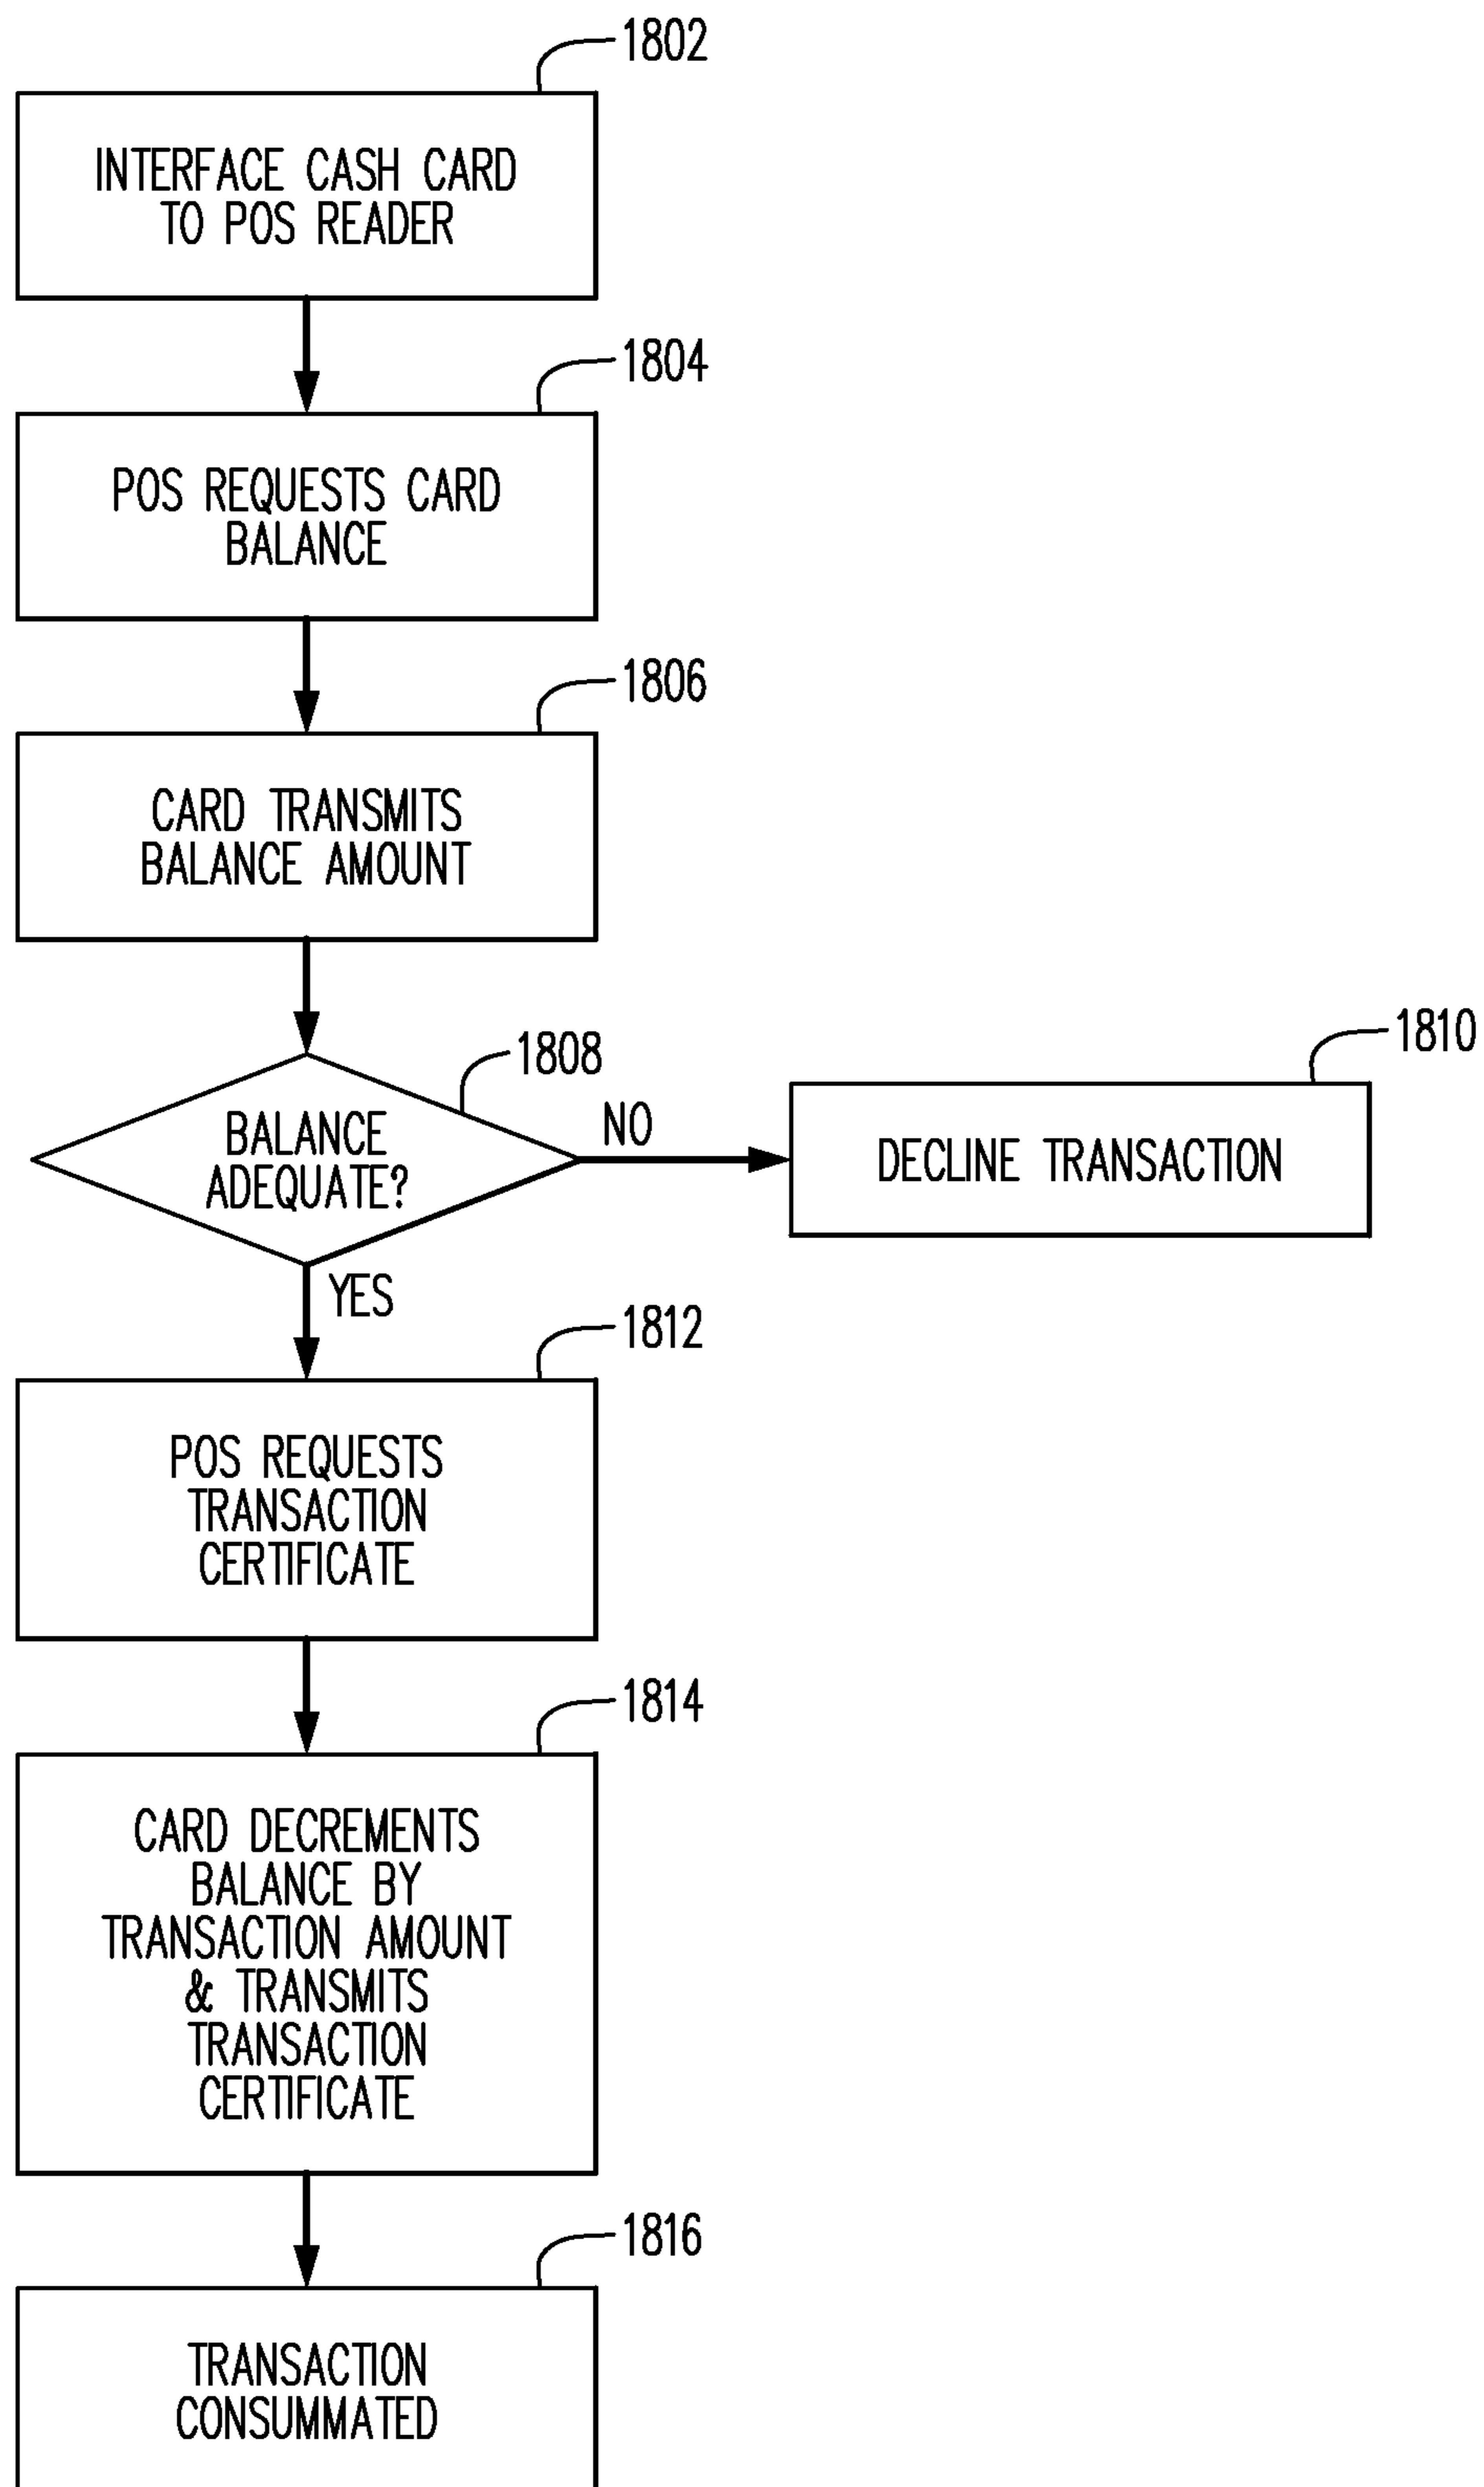 1802
INTERFACE CASH CARD
TO POS READER
1804
POS REQUESTS CARD
BALANCE
1806
CARD TRANSMITS
BALANCE AMOUNT
1808
BALANCE
ADEQUATE?
NO
1810
DECLINE TRANSACTION
YES
1812
POS REQUESTS
TRANSACTION
CERTIFICATE
1814
CARD DECREMENTS
BALANCE BY
TRANSACTION AMOUNT
& TRANSMITS
TRANSACTION
CERTIFICATE
1816
TRANSACTION
CONSUMMATED